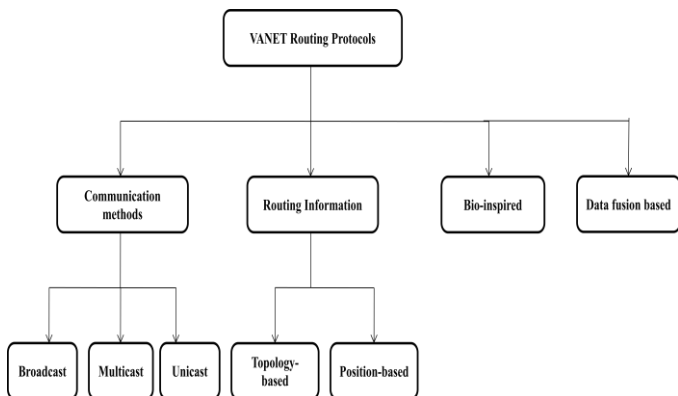 VANET Routing Protocols
Communication
methods
Routing Information
Bio-inspired
Data fusion based
Broadcast
Multicast
Unicast
Topology-
based
Position-based